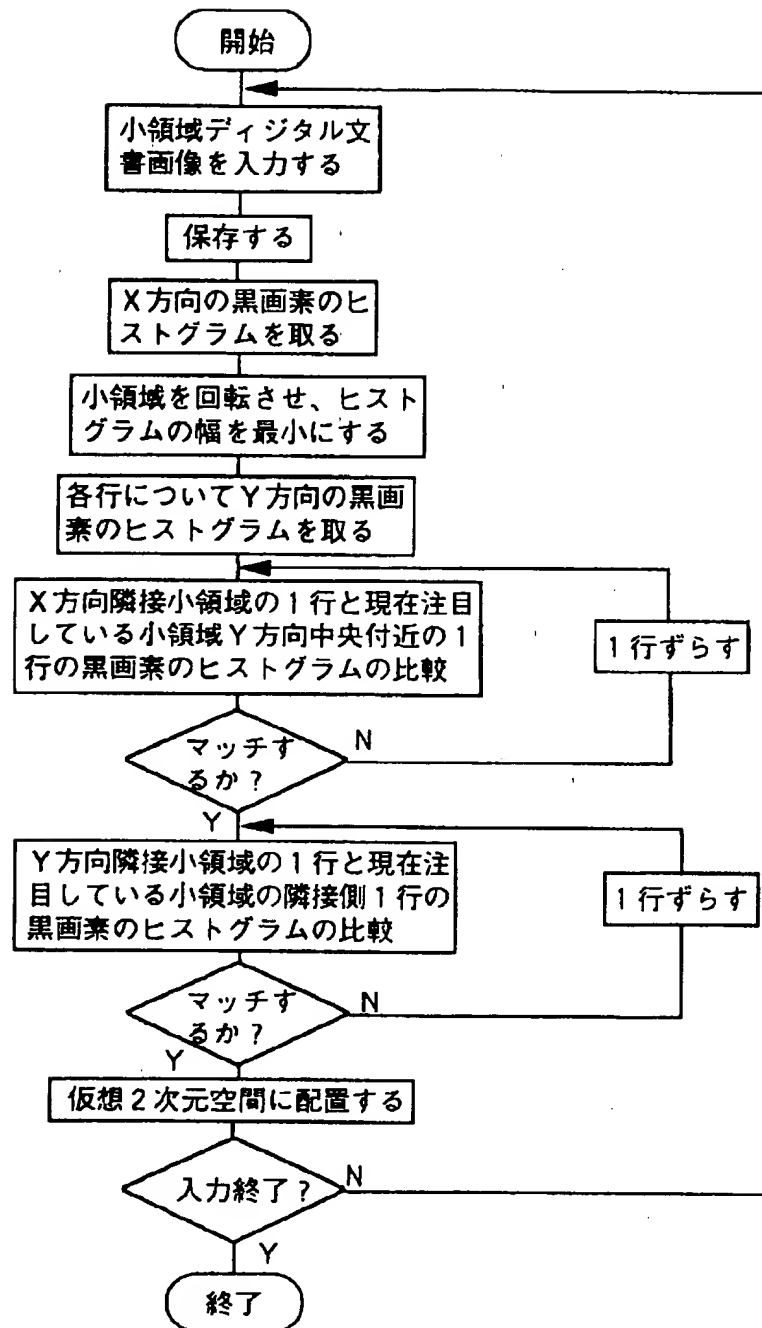 開始
小領域ディジタル文
書画像を入力する
保存する
X方向の黒画素のヒ
ストグラムを取る
小領域を回転させ、ヒスト
グラムの幅を最小にする
各行についてY方向の黒画
素のヒストグラムを取る
X方向隣接小領域の1行と現在注目
している小領域Y方向中央付近の1
行の黒画素のヒストグラムの比較
1行ずらす
マッチす
るか?
N
Y
Y方向隣接小領域の1行と現在注
目している小領域の隣接側1行の
黒画素のヒストグラムの比較
1行ずらす
マッチす
るか?
N
Y
仮想2次元空間に配置する
入力終了?
N
Y
終了